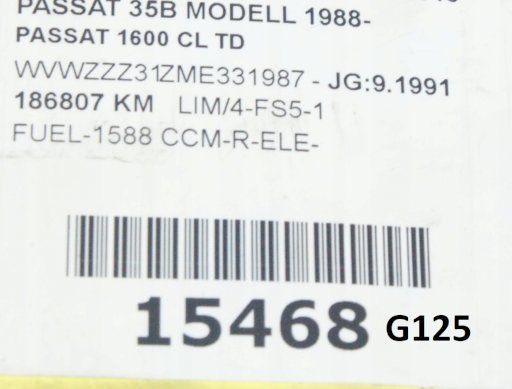 PASSAT 35B MODELL 1988-
PASSAT 1600 CL TD
WVWZZZ31ZME331987 - JG:9.1991
186807 KM LIM/4-FS5-1
FUEL-1588 CCM-R-ELE-
15468 G125